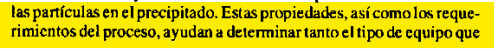 las partículas en el precipitado. Estas propiedades, así como los reque-
rimientos del proceso, ayudan a determinar tanto el tipo de equipo que